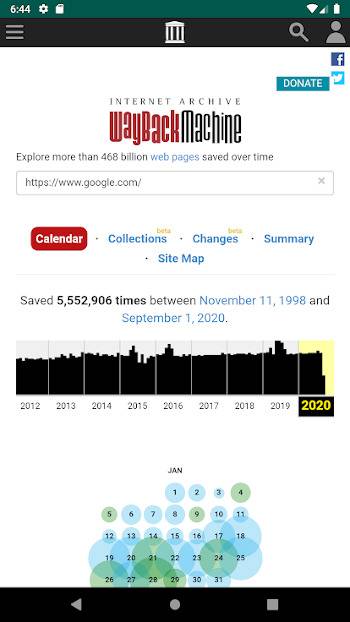 6:44
DONATE
INTERNET ARCHIVE
WayBackMachine
Explore more than 468 billion web pages saved over time
https://www.google.com/ ×
beta beta
Calendar · Collections · Changes · Summary
· Site Map
Saved 5,552,906 times between November 11, 1998 and
September 1, 2020.
2012 2013 2014 2015 2016 2017 2018 2019 2020
JAN
1 2 3 4
5 6 7 8 9 10 11
12 13 14 15 16 17 18
19 20 21 22 23 24 25
26 27 28 29 30 31